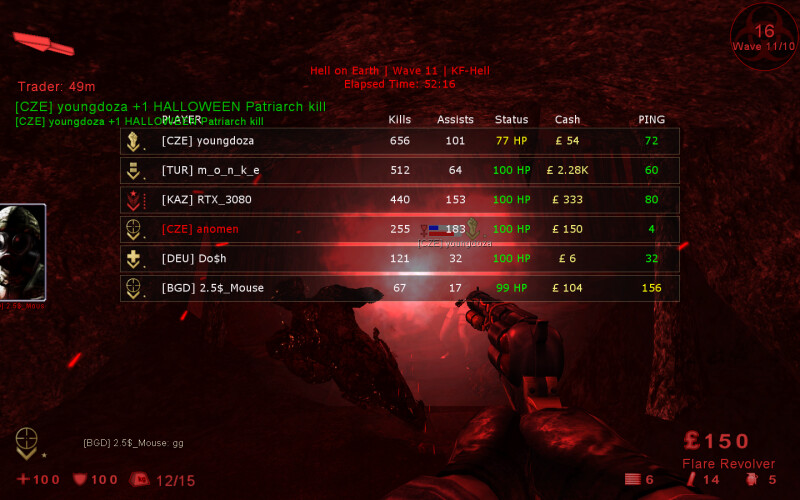 16
Wave 11/10
Hell on Earth | Wave 11 | KF-Hell
Elapsed Time: 52:16
Trader: 49m
[CZE] youngdoza +1 HALLOWEEN Patriarch kill
[CZE] youngdoza +1 HALLOWEEN Patriarch kill
PLAYER Kills Assists Status Cash PING
[CZE] youngdoza 656 101 77 HP £ 54 72
[TUR] m_o_n_k_e 512 64 100 HP £ 2.28K 60
[KAZ] RTX_3080 440 153 100 HP £ 333 80
[CZE] anomen 255 183 100 HP £ 150 4
[CZE] youngdoza
[DEU] Do$h 121 32 100 HP £ 6 32
[BGD] 2.5$_Mouse 67 17 99 HP £ 104 156
2.5$_Mous
[BGD] 2.5$_Mouse: gg
£150
Flare Revolver
100 100 12/15
6 14 5